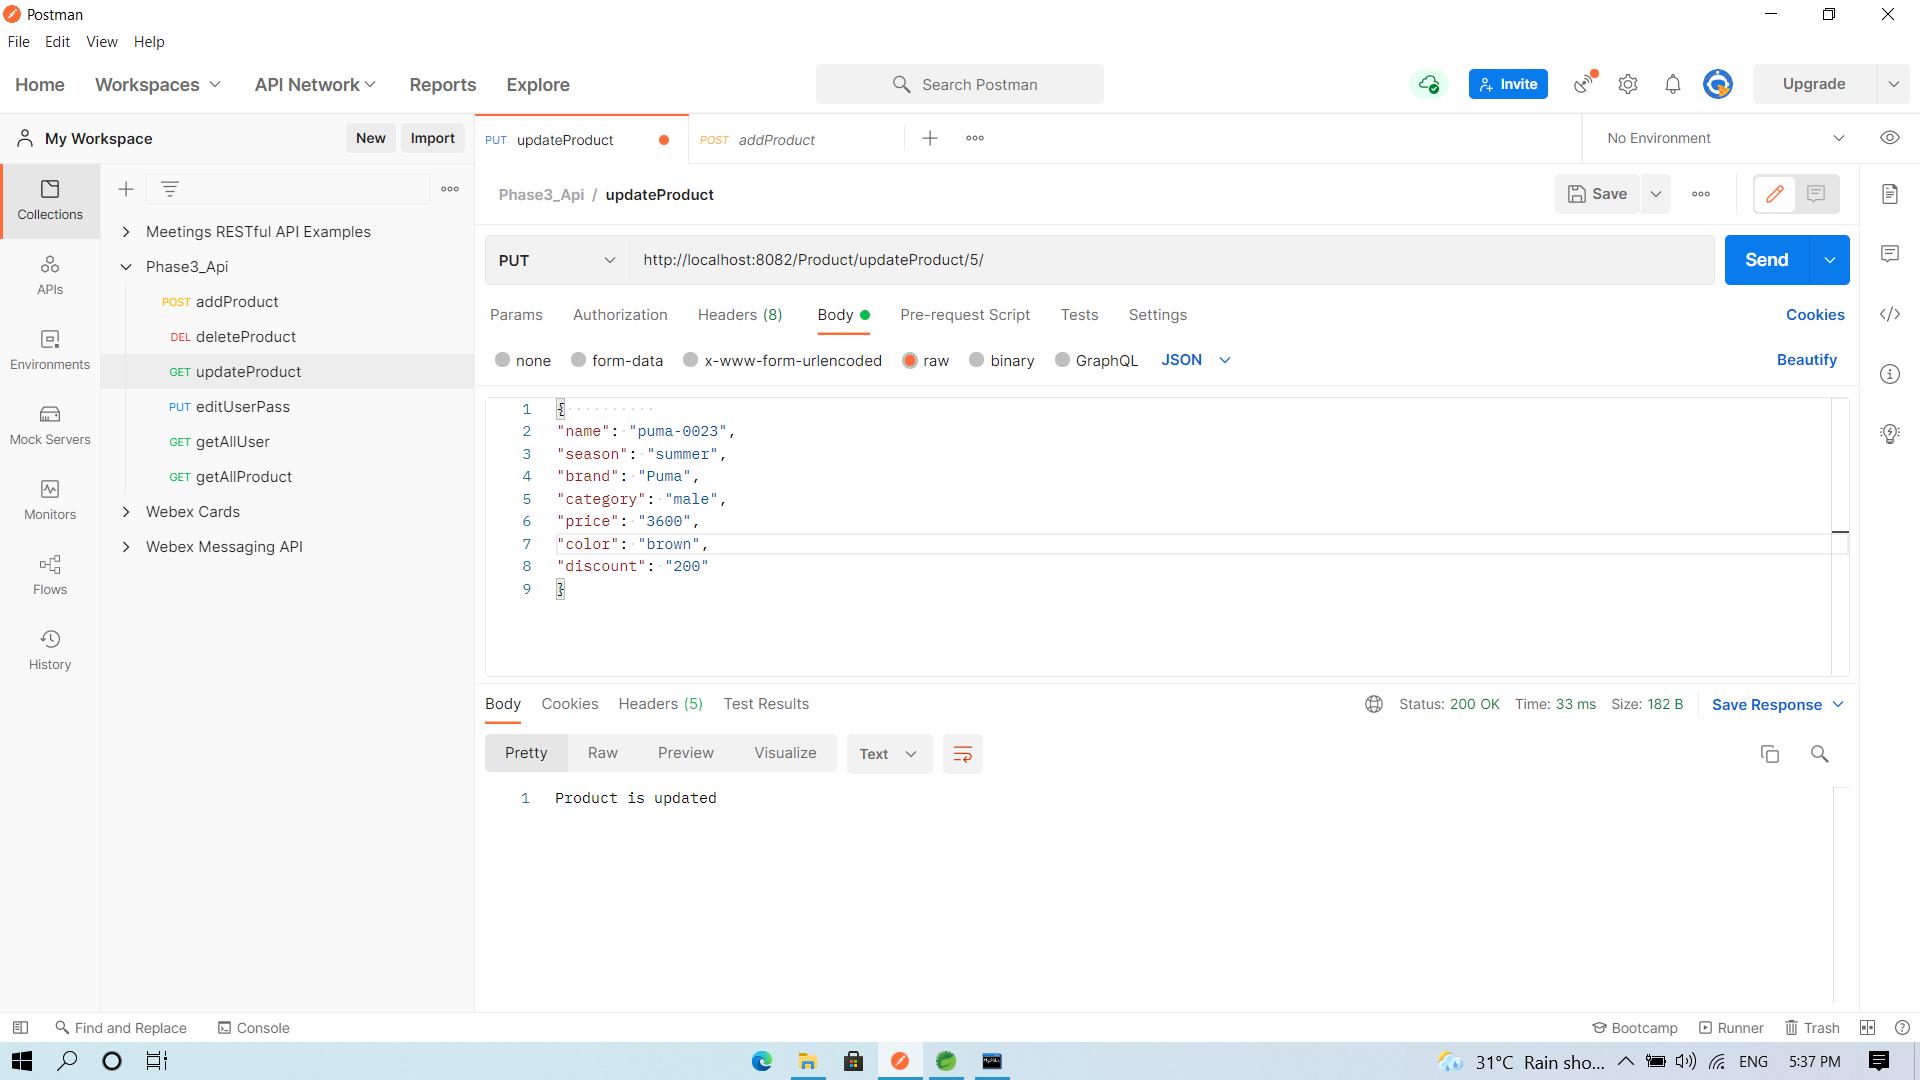 Postman
File Edit View Help
Home Workspaces API Network Reports Explore Search Postman Invite Upgrade
My Workspace New Import PUT updateProduct POST addProduct No Environment
Phase3_Api / updateProduct Save
Collections
APIs
Environments
Mock Servers
Monitors
Flows
History
Meetings RESTful API Examples
Phase3_Api
POST addProduct
DEL deleteProduct
GET updateProduct
PUT editUserPass
GET getAllUser
GET getAllProduct
Webex Cards
Webex Messaging API
PUT http://localhost:8082/Product/updateProduct/5/ Send
Params Authorization Headers (8) Body Pre-request Script Tests Settings Cookies
none form-data x-www-form-urlencoded raw binary GraphQL JSON Beautify
1 {
2 "name": "puma-0023",
3 "season": "summer",
4 "brand": "Puma",
5 "category": "male",
6 "price": "3600",
7 "color": "brown",
8 "discount": "200"
9 }
Body Cookies Headers (5) Test Results Status: 200 OK Time: 33 ms Size: 182 B Save Response
Pretty Raw Preview Visualize Text
1 Product is updated
Find and Replace Console Bootcamp Runner Trash
31°C Rain sho... ENG 5:37 PM